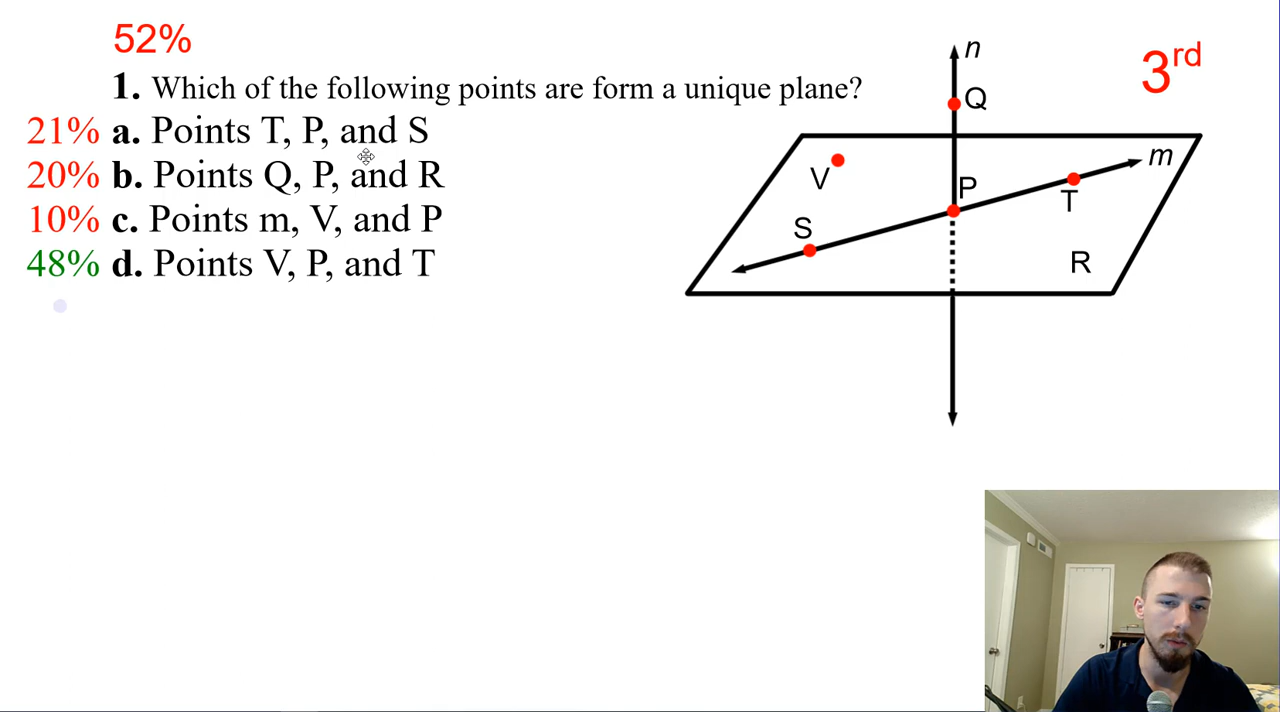 52%
1. Which of the following points are form a unique plane?
21% a. Points T, P, and S
20% b. Points Q, P, and R
10% c. Points m, V, and P
48% d. Points V, P, and T
3rd
n
Q
m
V
P
T
S
R